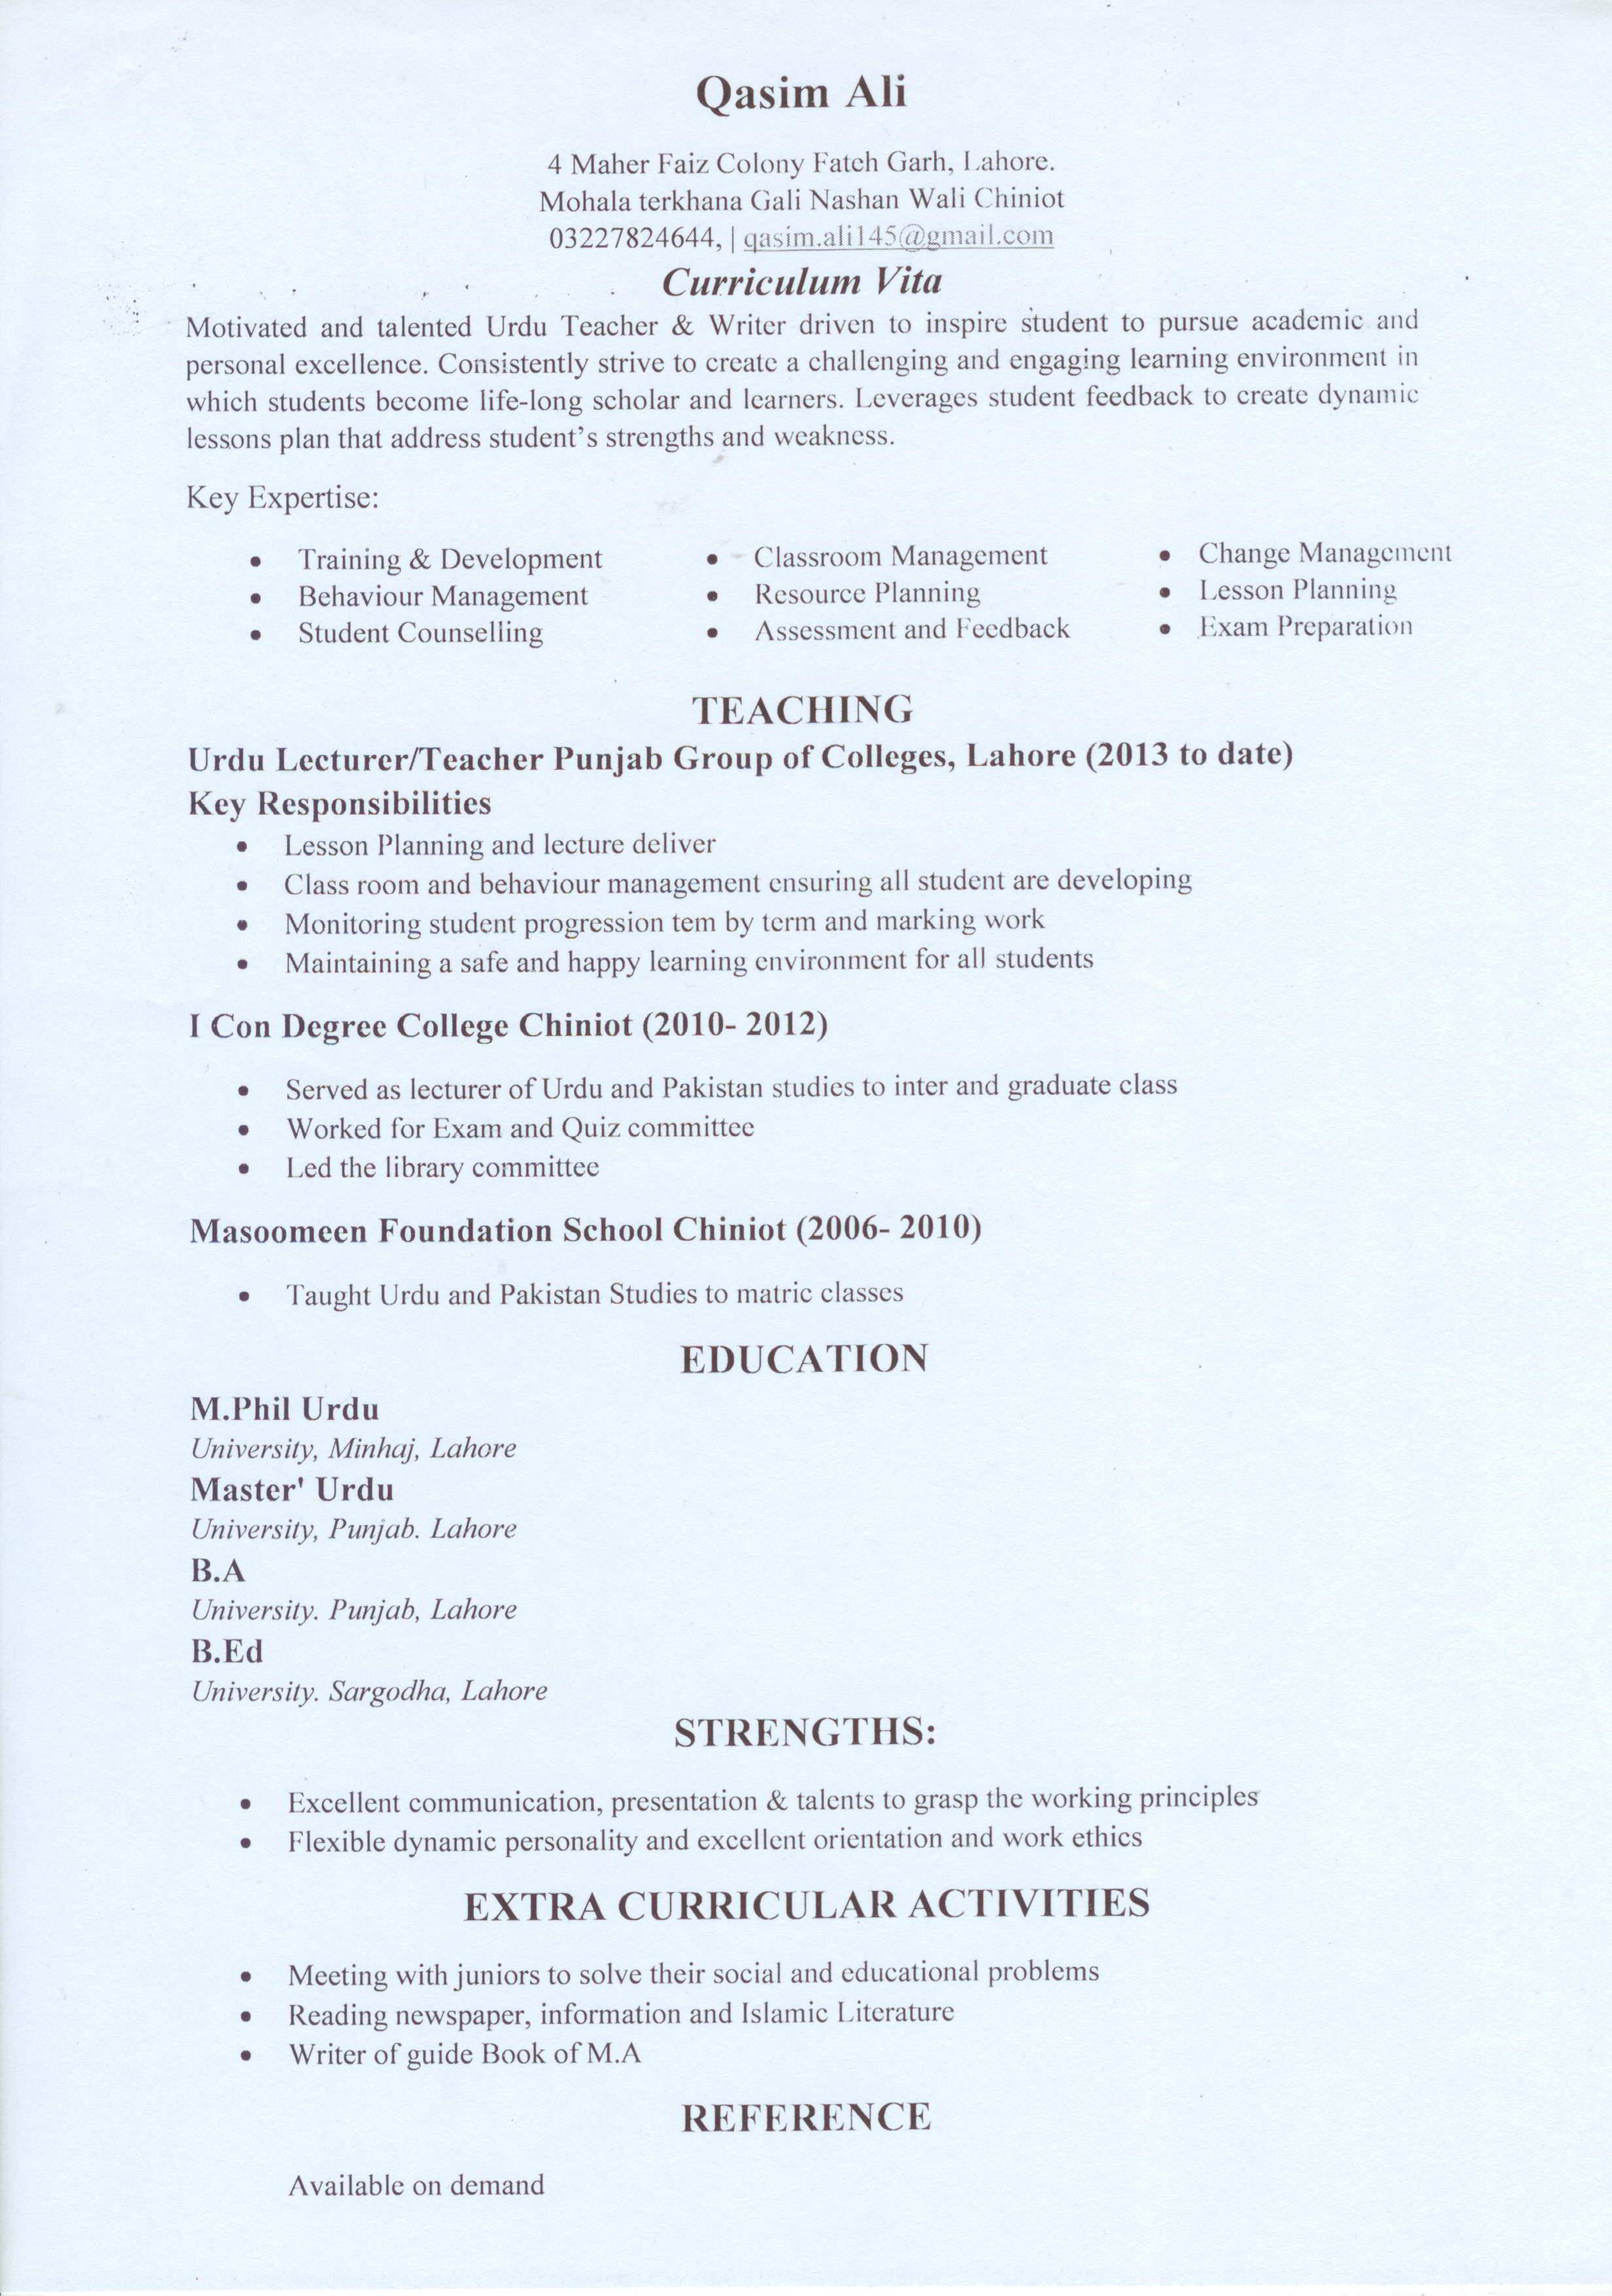 Qasim Ali
4 Maher Faiz Colony Fateh Garh, Lahore.
Mohala terkhana Gali Nashan Wali Chiniot
03227824644, | qasim.ali145@gmail.com
Curriculum Vita
Motivated and talented Urdu Teacher & Writer driven to inspire student to pursue academic and
personal excellence. Consistently strive to create a challenging and engaging learning environment in
which students become life-long scholar and learners. Leverages student feedback to create dynamic
lessons plan that address student's strengths and weakness.
Key Expertise:
• Training & Development
• Behaviour Management
• Student Counselling
• Classroom Management
• Resource Planning
• Assessment and Feedback
• Change Management
• Lesson Planning
• Exam Preparation
TEACHING
Urdu Lecturer/Teacher Punjab Group of Colleges, Lahore (2013 to date)
Key Responsibilities
• Lesson Planning and lecture deliver
• Class room and behaviour management ensuring all student are developing
• Monitoring student progression tem by term and marking work
• Maintaining a safe and happy learning environment for all students
I Con Degree College Chiniot (2010- 2012)
• Served as lecturer of Urdu and Pakistan studies to inter and graduate class
• Worked for Exam and Quiz committee
• Led the library committee
Masoomeen Foundation School Chiniot (2006- 2010)
• Taught Urdu and Pakistan Studies to matric classes
EDUCATION
M.Phil Urdu
University, Minhaj, Lahore
Master' Urdu
University, Punjab. Lahore
B.A
University. Punjab, Lahore
B.Ed
University. Sargodha, Lahore
STRENGTHS:
• Excellent communication, presentation & talents to grasp the working principles
• Flexible dynamic personality and excellent orientation and work ethics
EXTRA CURRICULAR ACTIVITIES
• Meeting with juniors to solve their social and educational problems
• Reading newspaper, information and Islamic Literature
• Writer of guide Book of M.A
REFERENCE
Available on demand